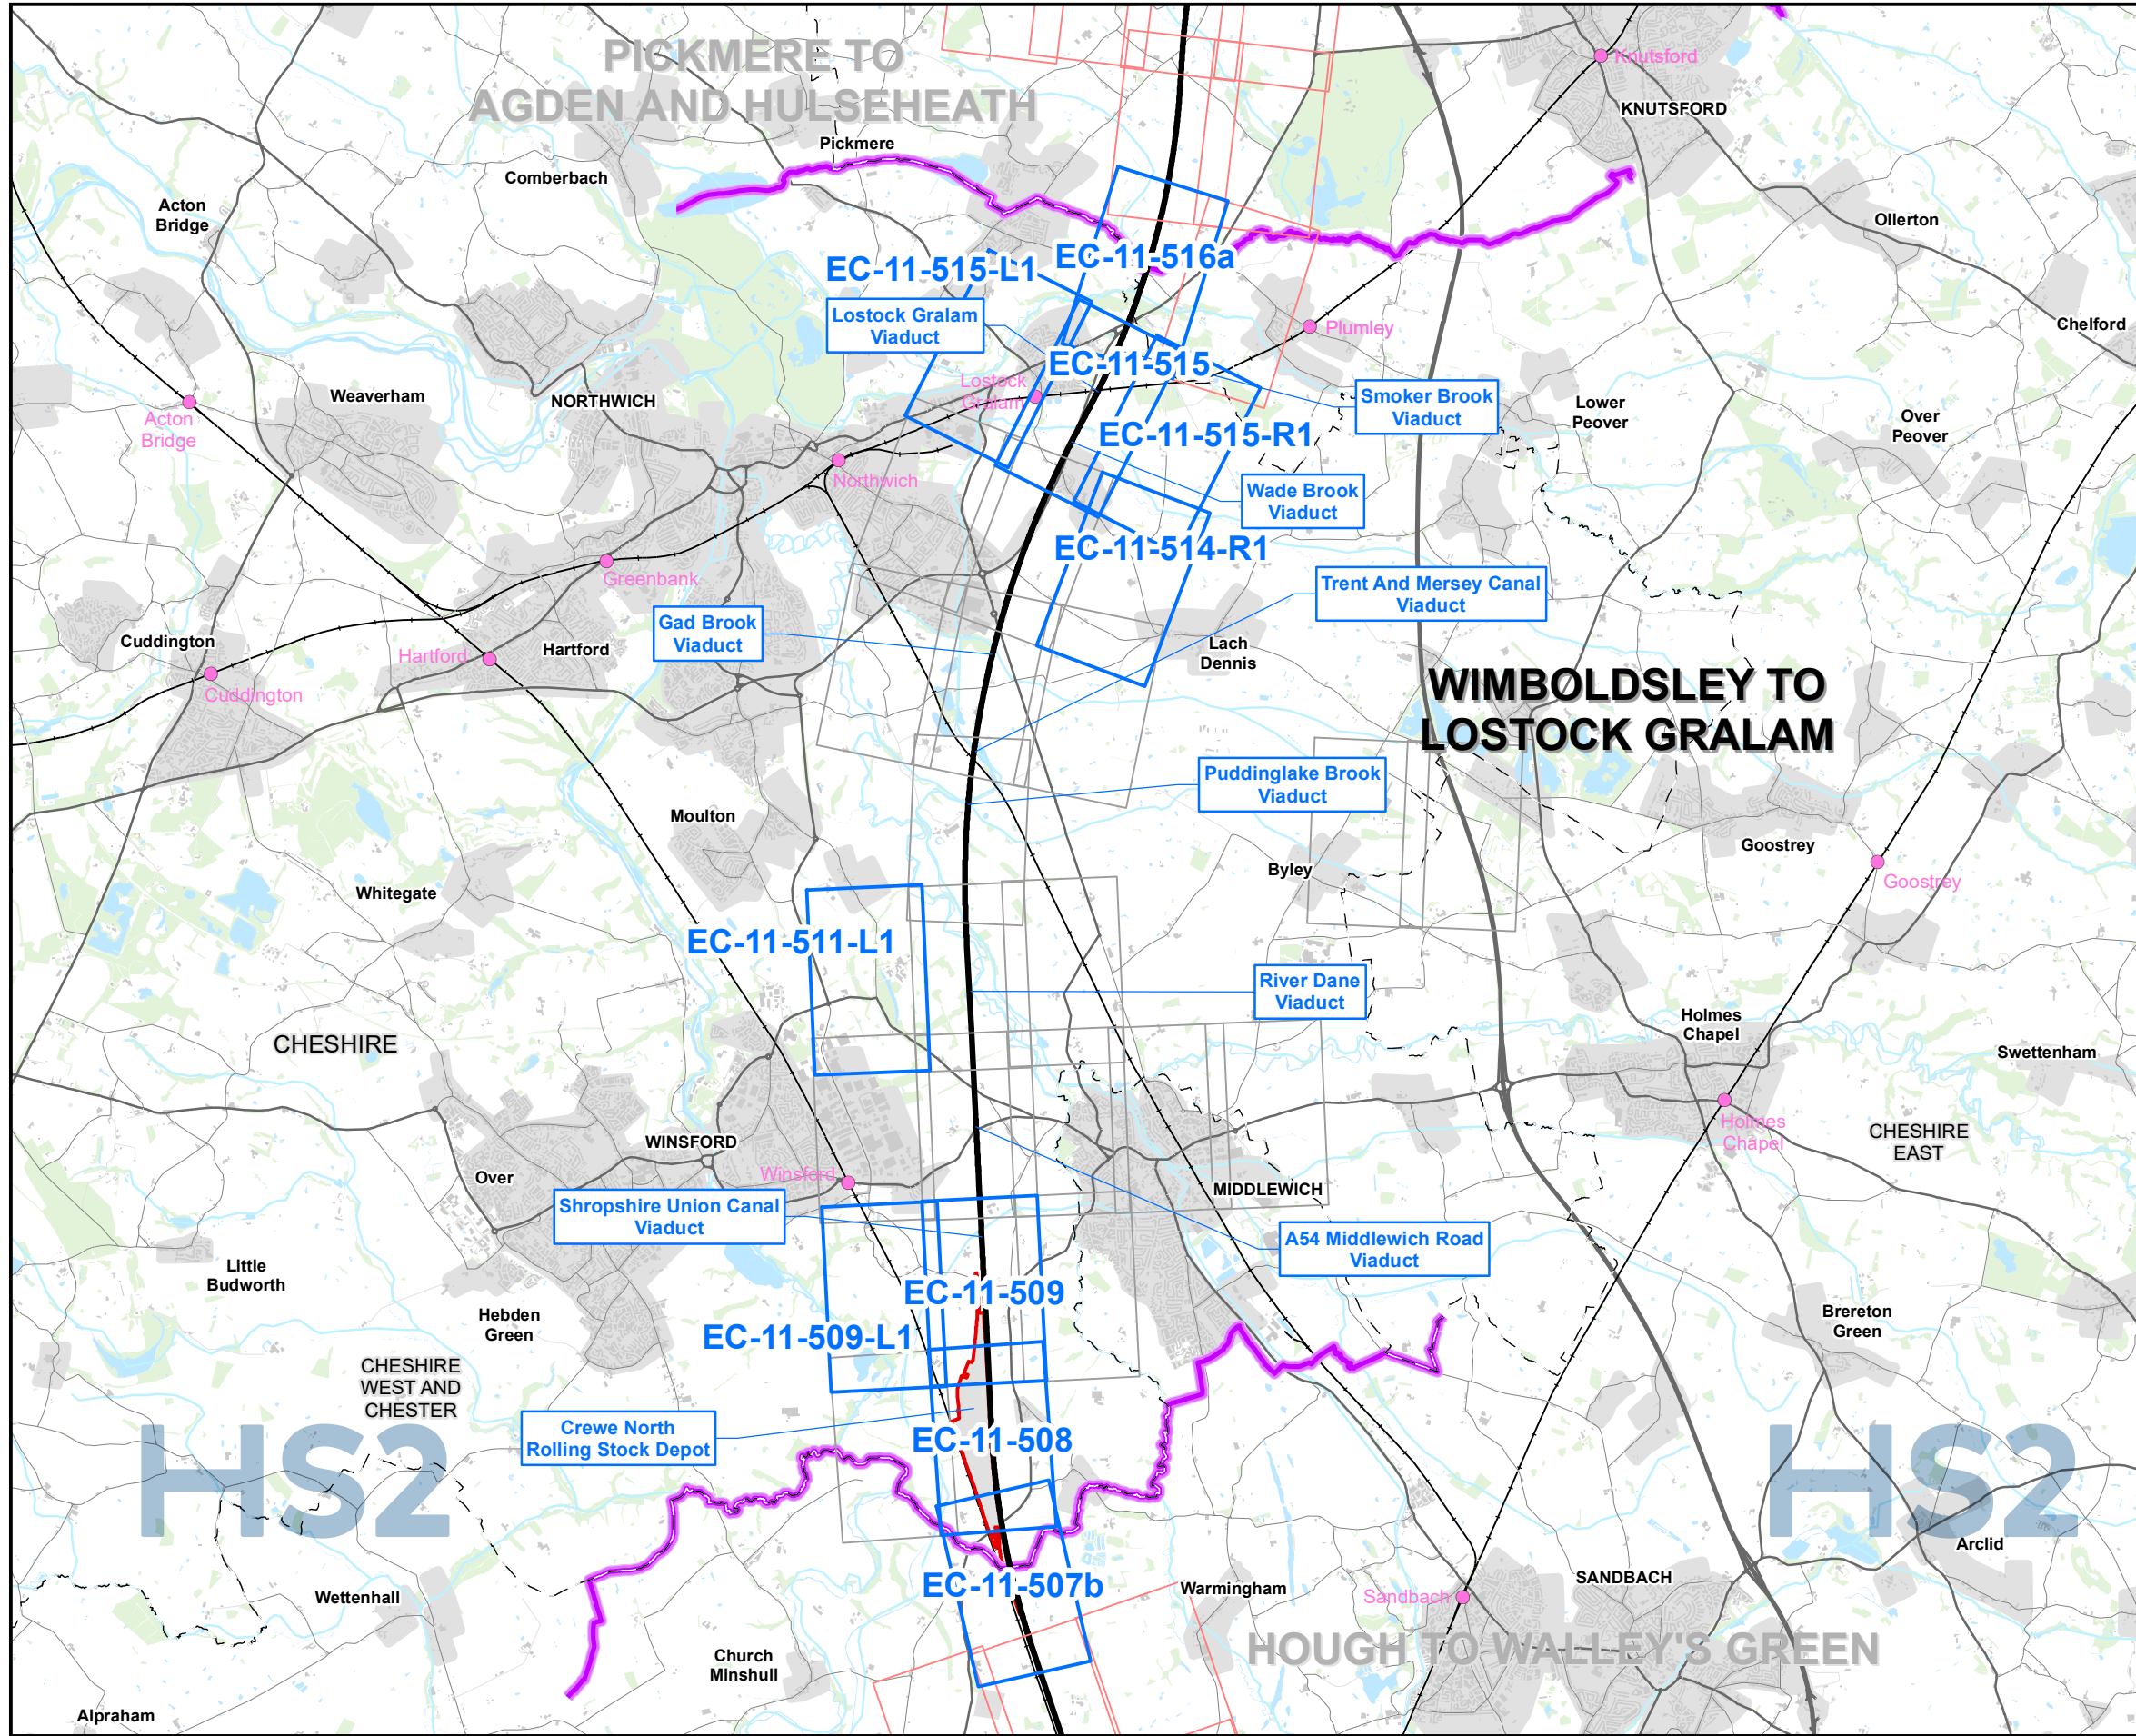 PICKMERE TO
AGDEN AND HULSEHEATH
Knutsford
KNUTSFORD
Pickmere
Comberbach
Acton
Bridge
Ollerton
EC-11-515-L1
EC-11-516a
Lostock Gralam
Viaduct
Plumley
Chelford
EC-11-515
Lostock
Gralam
Weaverham
NORTHWICH
Acton
Bridge
Smoker Brook
Viaduct
Lower
Peover
Over
Peover
EC-11-515-R1
Northwich
Wade Brook
Viaduct
EC-11-514-R1
Greenbank
Trent And Mersey Canal
Viaduct
Gad Brook
Viaduct
Cuddington
Hartford
Hartford
Lach
Dennis
Cuddington
WIMBOLDSLEY TO
LOSTOCK GRALAM
Puddinglake Brook
Viaduct
Moulton
Goostrey
Byley
Goostrey
Whitegate
EC-11-511-L1
River Dane
Viaduct
CHESHIRE
Holmes
Chapel
Swettenham
WINSFORD
Holmes
Chapel
CHESHIRE
EAST
Over
Winsford
MIDDLEWICH
Shropshire Union Canal
Viaduct
A54 Middlewich Road
Viaduct
Little
Budworth
EC-11-509
Hebden
Green
EC-11-509-L1
Brereton
Green
CHESHIRE
WEST AND
CHESTER
Crewe North
Rolling Stock Depot
EC-11-508
HS2
HS2
Arclid
EC-11-507b
Wettenhall
Warmingham
SANDBACH
Sandbach
HOUGH TO WALLEY'S GREEN
Church
Minshull
Alpraham